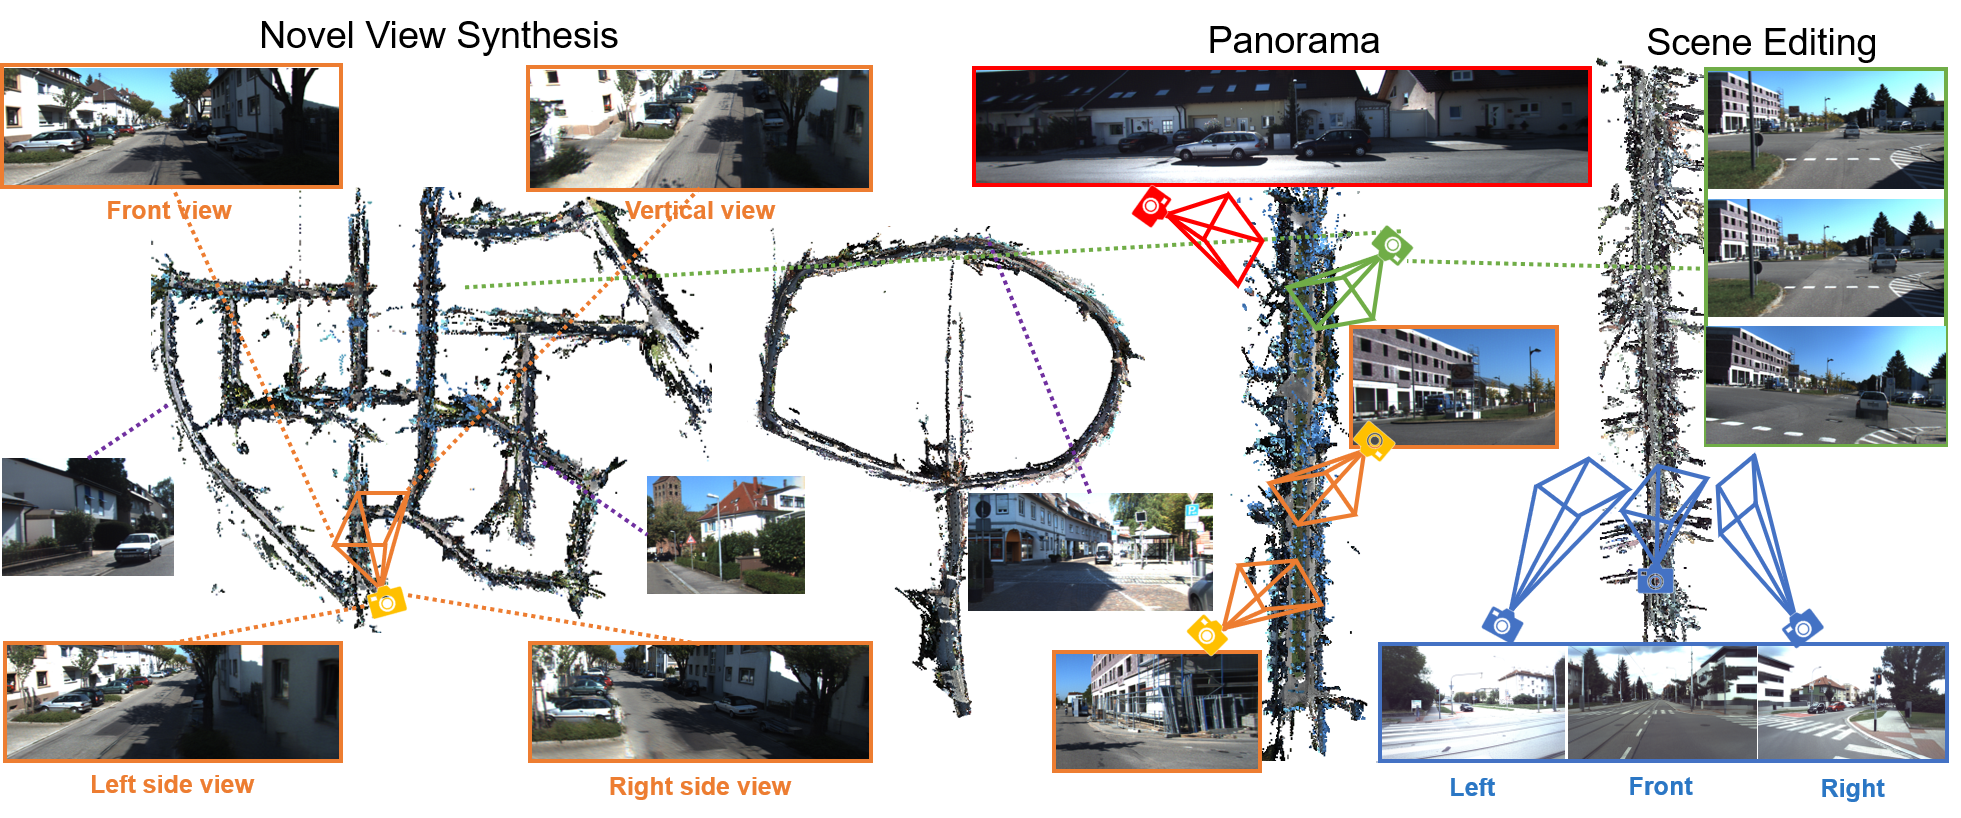 Novel View Synthesis
Panorama
Scene Editing
Front view
Vertical view
Left side view
Right side view
Left
Front
Right